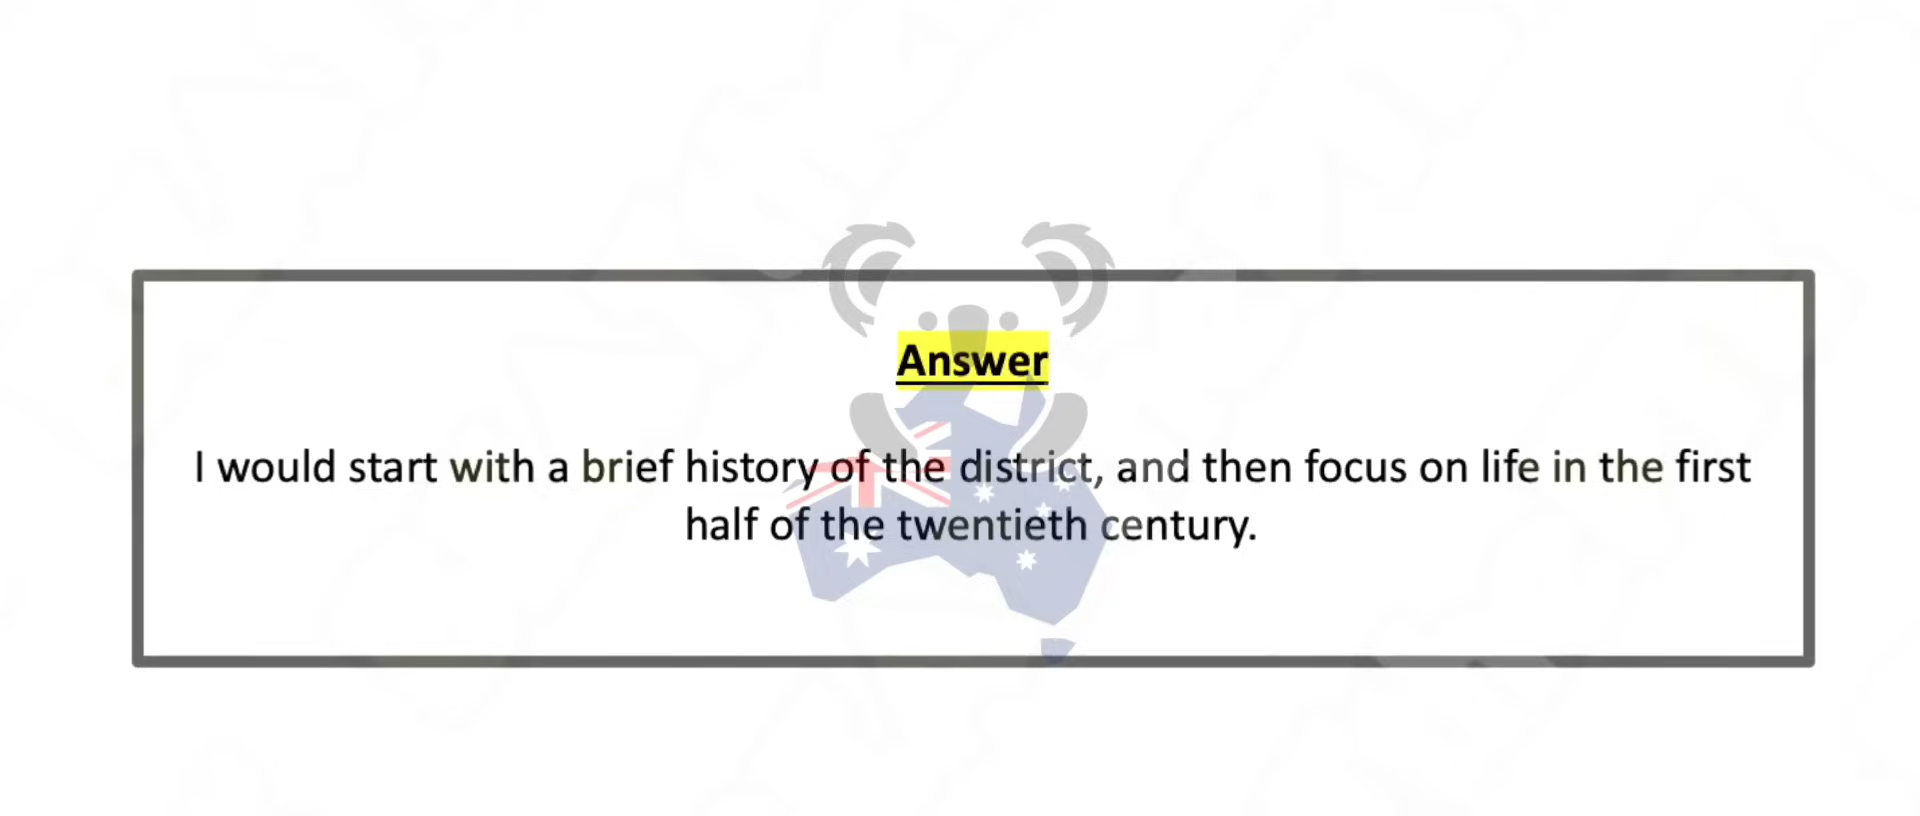 Answer
I would start with a brief history of the district, and then focus on life in the first
half of the twentieth century.